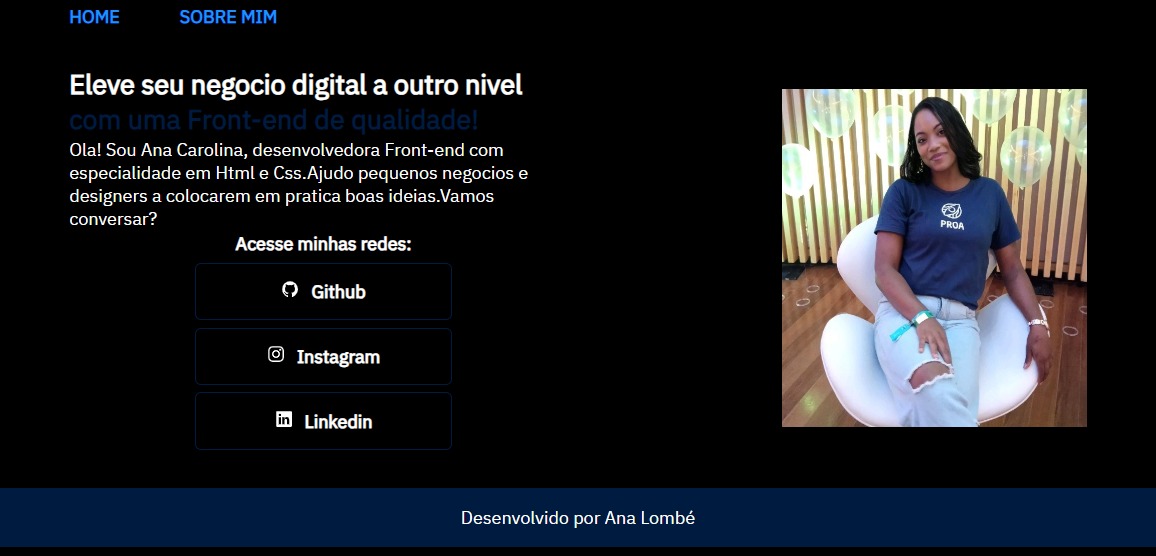 HOME SOBRE MIM
Eleve seu negocio digital a outro nivel
com uma Front-end de qualidade!
Ola! Sou Ana Carolina, desenvolvedora Front-end com
especialidade em Html e Css.Ajudo pequenos negocios e
designers a colocarem em pratica boas ideias.Vamos
conversar?
Acesse minhas redes:
Github
Instagram
Linkedin
PROA
Desenvolvido por Ana Lombé